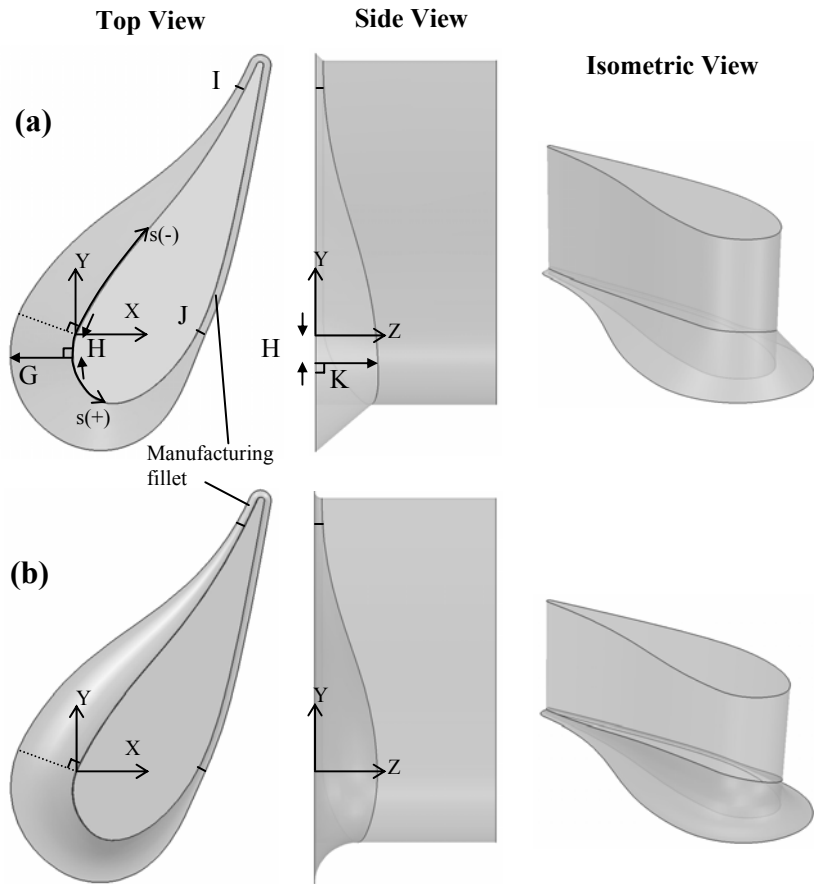 Top View
Side View
Isometric View
(a)
I
s(-)
Y
X
J
H
G
s(+)
Y
Z
H
K
Manufacturing
fillet
(b)
Y
X
Y
Z